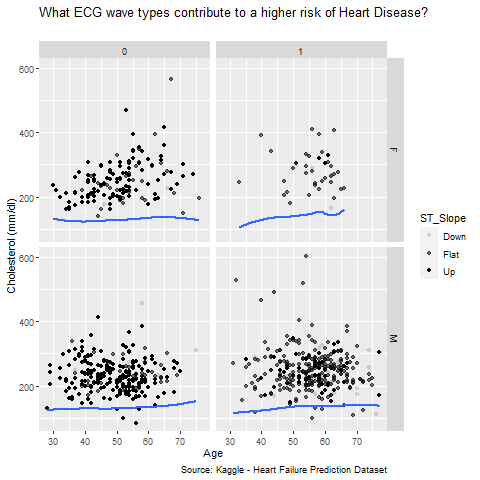 What ECG wave types contribute to a higher risk of Heart Disease?
0 1
600
400
200
F
600
400
200
M
Cholesterol (mm/dl)
30 40 50 60 70 30 40 50 60 70
Age
ST_Slope
Down
Flat
Up
Source: Kaggle - Heart Failure Prediction Dataset